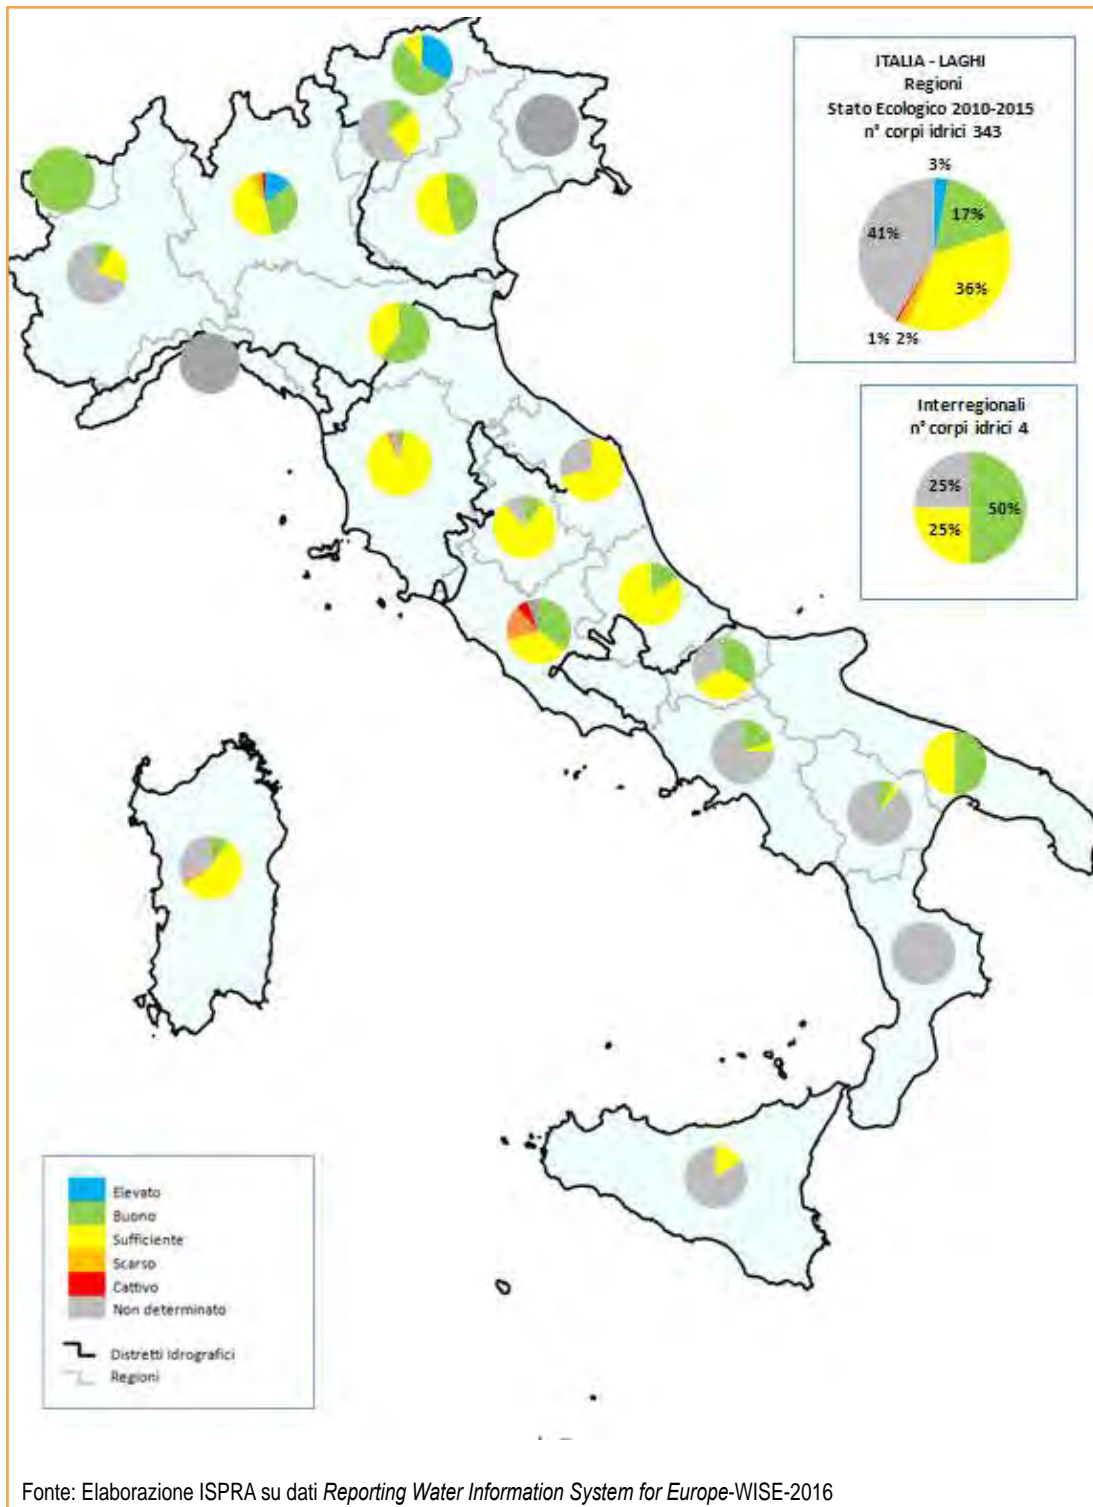 ITALIA - LAGHI
Regioni
Stato Ecologico 2010-2015
n° corpi idrici 343
3%
17%
41%
36%
1% 2%
Interregionali
n° corpi idrici 4
25%
50%
25%
Elevato
Buono
Sufficiente
Scarso
Cattivo
Non determinato
Distretti Idrografici
Regioni
Fonte: Elaborazione ISPRA su dati Reporting Water Information System for Europe-WISE-2016